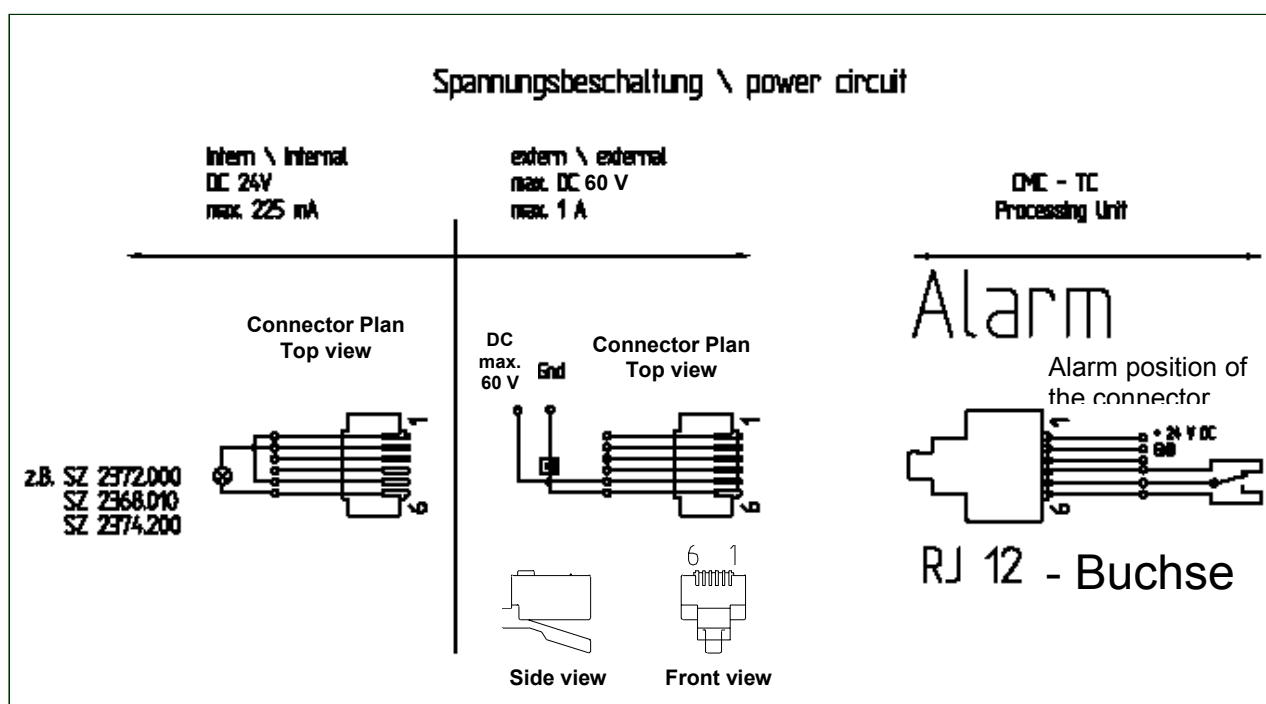 Spannungsbeschaltung \ power circuit
intern \ internal
DC 24V
max. 225 mA
extern \ external
max. DC 60 V
max. 1 A
CMC - TC
Processing Unit
Alarm
Connector Plan
Top view
DC
max.
60 V
Gnd
Connector Plan
Top view
Alarm position of
the connector
1
1
1
+ 24 V DC
GND
z.B. SZ 2372.000
SZ 2368.010
SZ 2374.200
6
6
6
6 1
RJ 12 - Buchse
Side view
Front view